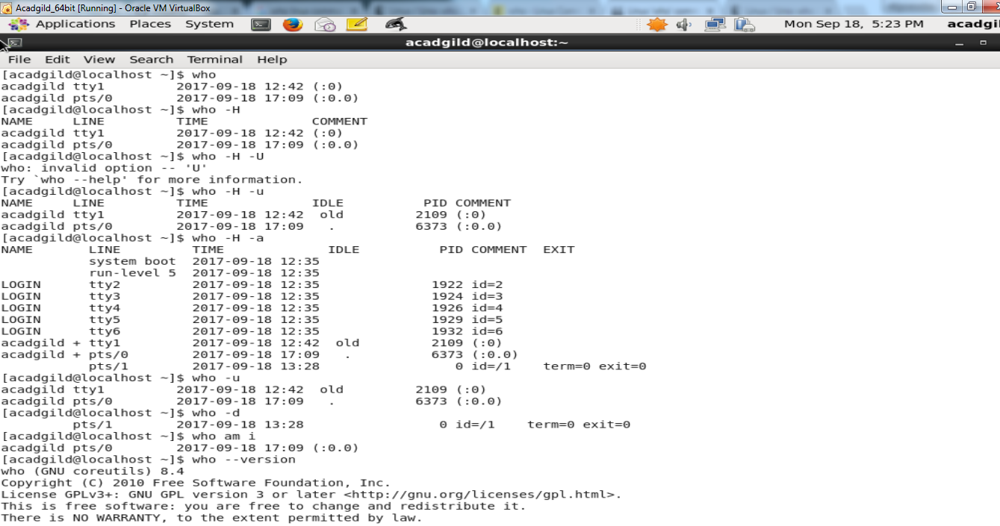 Acadgild_64bit [Running] - Oracle VM VirtualBox
Applications Places System Mon Sep 18, 5:23 PM acadgil
acadgild@localhost:~
File Edit View Search Terminal Help
[acadgild@localhost ~]$ who
acadgild tty1         2017-09-18 12:42 (:0)
acadgild pts/0        2017-09-18 17:09 (:0.0)
[acadgild@localhost ~]$ who -H
NAME     LINE         TIME             COMMENT
acadgild tty1         2017-09-18 12:42 (:0)
acadgild pts/0        2017-09-18 17:09 (:0.0)
[acadgild@localhost ~]$ who -H -U
who: invalid option -- 'U'
Try `who --help' for more information.
[acadgild@localhost ~]$ who -H -u
NAME     LINE         TIME             IDLE          PID COMMENT
acadgild tty1         2017-09-18 12:42  old         2109 (:0)
acadgild pts/0        2017-09-18 17:09   .          6373 (:0.0)
[acadgild@localhost ~]$ who -H -a
NAME       LINE         TIME             IDLE          PID COMMENT  EXIT
           system boot  2017-09-18 12:35
           run-level 5  2017-09-18 12:35
LOGIN      tty2         2017-09-18 12:35              1922 id=2
LOGIN      tty3         2017-09-18 12:35              1924 id=3
LOGIN      tty4         2017-09-18 12:35              1926 id=4
LOGIN      tty5         2017-09-18 12:35              1929 id=5
LOGIN      tty6         2017-09-18 12:35              1932 id=6
acadgild + tty1         2017-09-18 12:42  old         2109 (:0)
acadgild + pts/0        2017-09-18 17:09   .          6373 (:0.0)
           pts/1        2017-09-18 13:28                 0 id=/1    term=0 exit=0
[acadgild@localhost ~]$ who -u
acadgild tty1         2017-09-18 12:42  old         2109 (:0)
acadgild pts/0        2017-09-18 17:09   .          6373 (:0.0)
[acadgild@localhost ~]$ who -d
         pts/1        2017-09-18 13:28                 0 id=/1    term=0 exit=0
[acadgild@localhost ~]$ who am i
acadgild pts/0        2017-09-18 17:09 (:0.0)
[acadgild@localhost ~]$ who --version
who (GNU coreutils) 8.4
Copyright (C) 2010 Free Software Foundation, Inc.
License GPLv3+: GNU GPL version 3 or later <http://gnu.org/licenses/gpl.html>.
This is free software: you are free to change and redistribute it.
There is NO WARRANTY, to the extent permitted by law.